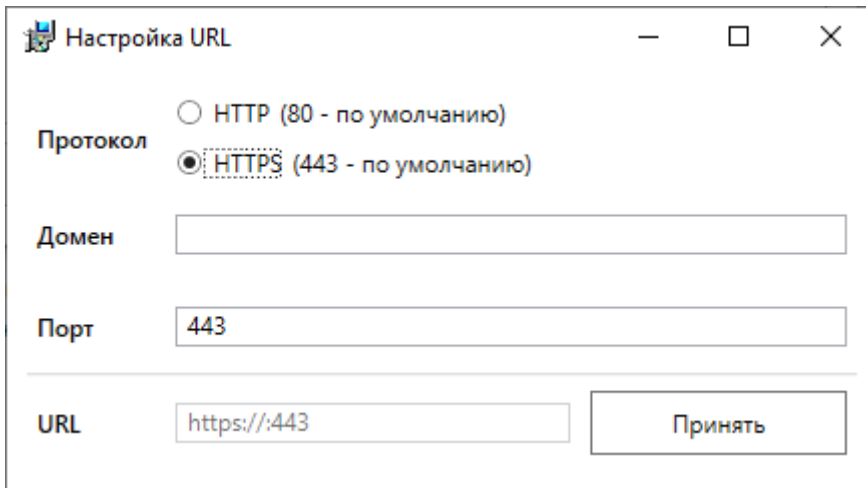 Настройка URL
Протокол
HTTP (80 - по умолчанию)
HTTPS (443 - по умолчанию)
Домен
Порт
443
URL
https://:443
Принять